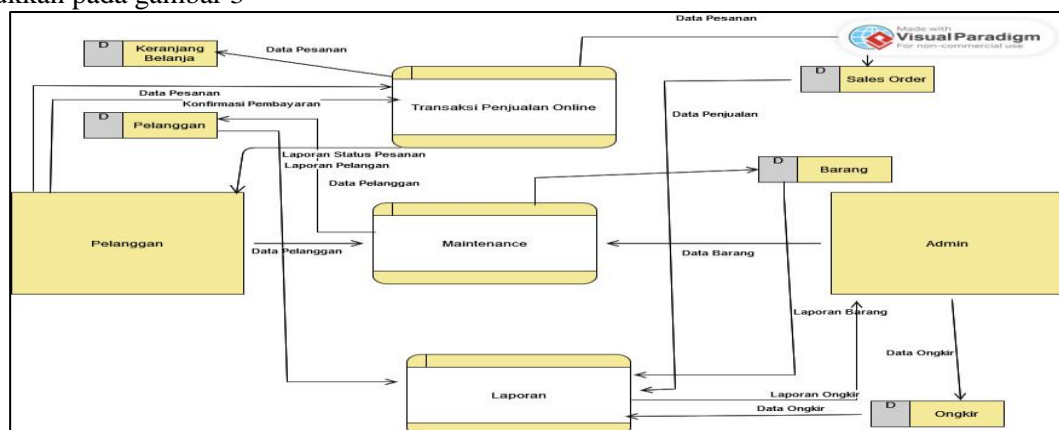 ukkan pada gambar 3
Data Pesanan
Made with
Visual Paradigm
For non-commercial use
D
Keranjang
Belanja
Data Pesanan
D
Sales Order
Data Pesanan
Konfirmasi Pembayaran
Transaksi Penjualan Online
Data Penjualan
D
Pelanggan
Laporan Status Pesanan
Laporan Pelangan
Data Pelanggan
D
Barang
Pelanggan
Data Pelanggan
Maintenance
Data Barang
Admin
Laporan Barang
Data Ongkir
Laporan
Laporan Ongkir
Data Ongkir
D
Ongkir